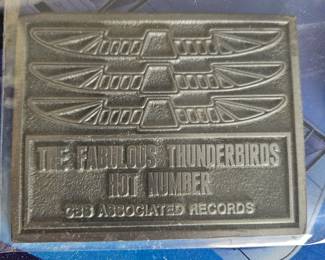 THE FABULOUS THUNDERBIRDS
HOT NUMBER
CBS ASSOCIATED RECORDS